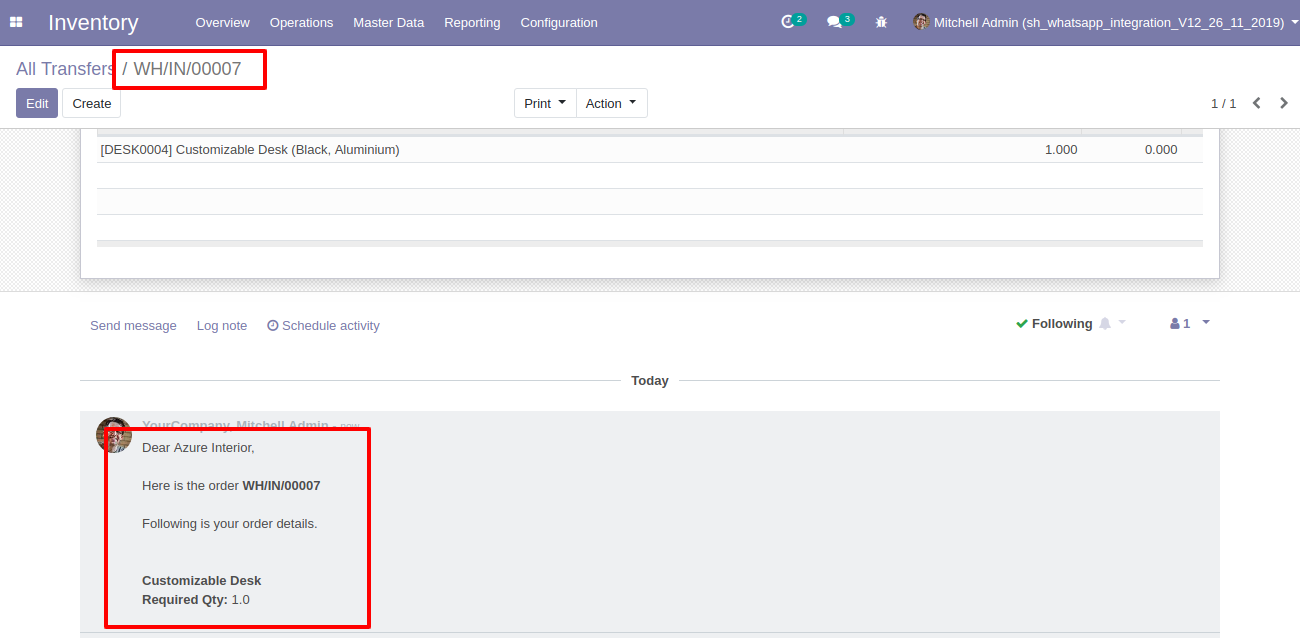 Inventory Overview Operations Master Data Reporting Configuration 2 3 Mitchell Admin (sh_whatsapp_integration_V12_26_11_2019)
All Transfers / WH/IN/00007
Edit Create Print Action 1 / 1
[DESK0004] Customizable Desk (Black, Aluminium) 1.000 0.000
Send message Log note Schedule activity Following 1
Today
YourCompany, Mitchell Admin - now
Dear Azure Interior,
Here is the order WH/IN/00007
Following is your order details.
Customizable Desk
Required Qty: 1.0